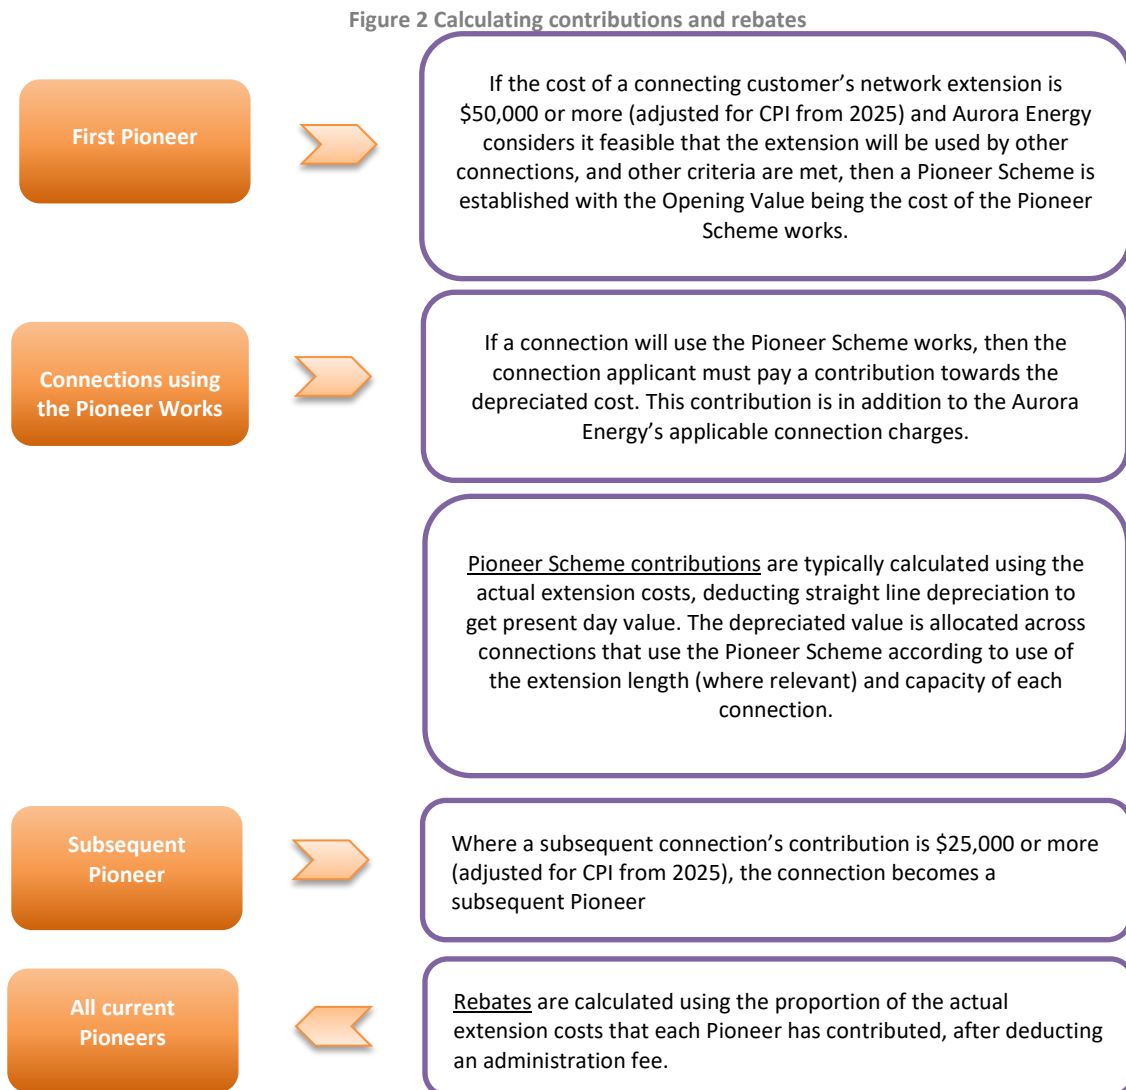 Figure 2 Calculating contributions and rebates
First Pioneer
If the cost of a connecting customer’s network extension is
$50,000 or more (adjusted for CPI from 2025) and Aurora Energy
considers it feasible that the extension will be used by other
connections, and other criteria are met, then a Pioneer Scheme is
established with the Opening Value being the cost of the Pioneer
Scheme works.
Connections using
the Pioneer Works
If a connection will use the Pioneer Scheme works, then the
connection applicant must pay a contribution towards the
depreciated cost. This contribution is in addition to the Aurora
Energy’s applicable connection charges.
Pioneer Scheme contributions are typically calculated using the
actual extension costs, deducting straight line depreciation to
get present day value. The depreciated value is allocated across
connections that use the Pioneer Scheme according to use of
the extension length (where relevant) and capacity of each
connection.
Subsequent
Pioneer
Where a subsequent connection’s contribution is $25,000 or more
(adjusted for CPI from 2025), the connection becomes a
subsequent Pioneer
All current
Pioneers
Rebates are calculated using the proportion of the actual
extension costs that each Pioneer has contributed, after deducting
an administration fee.